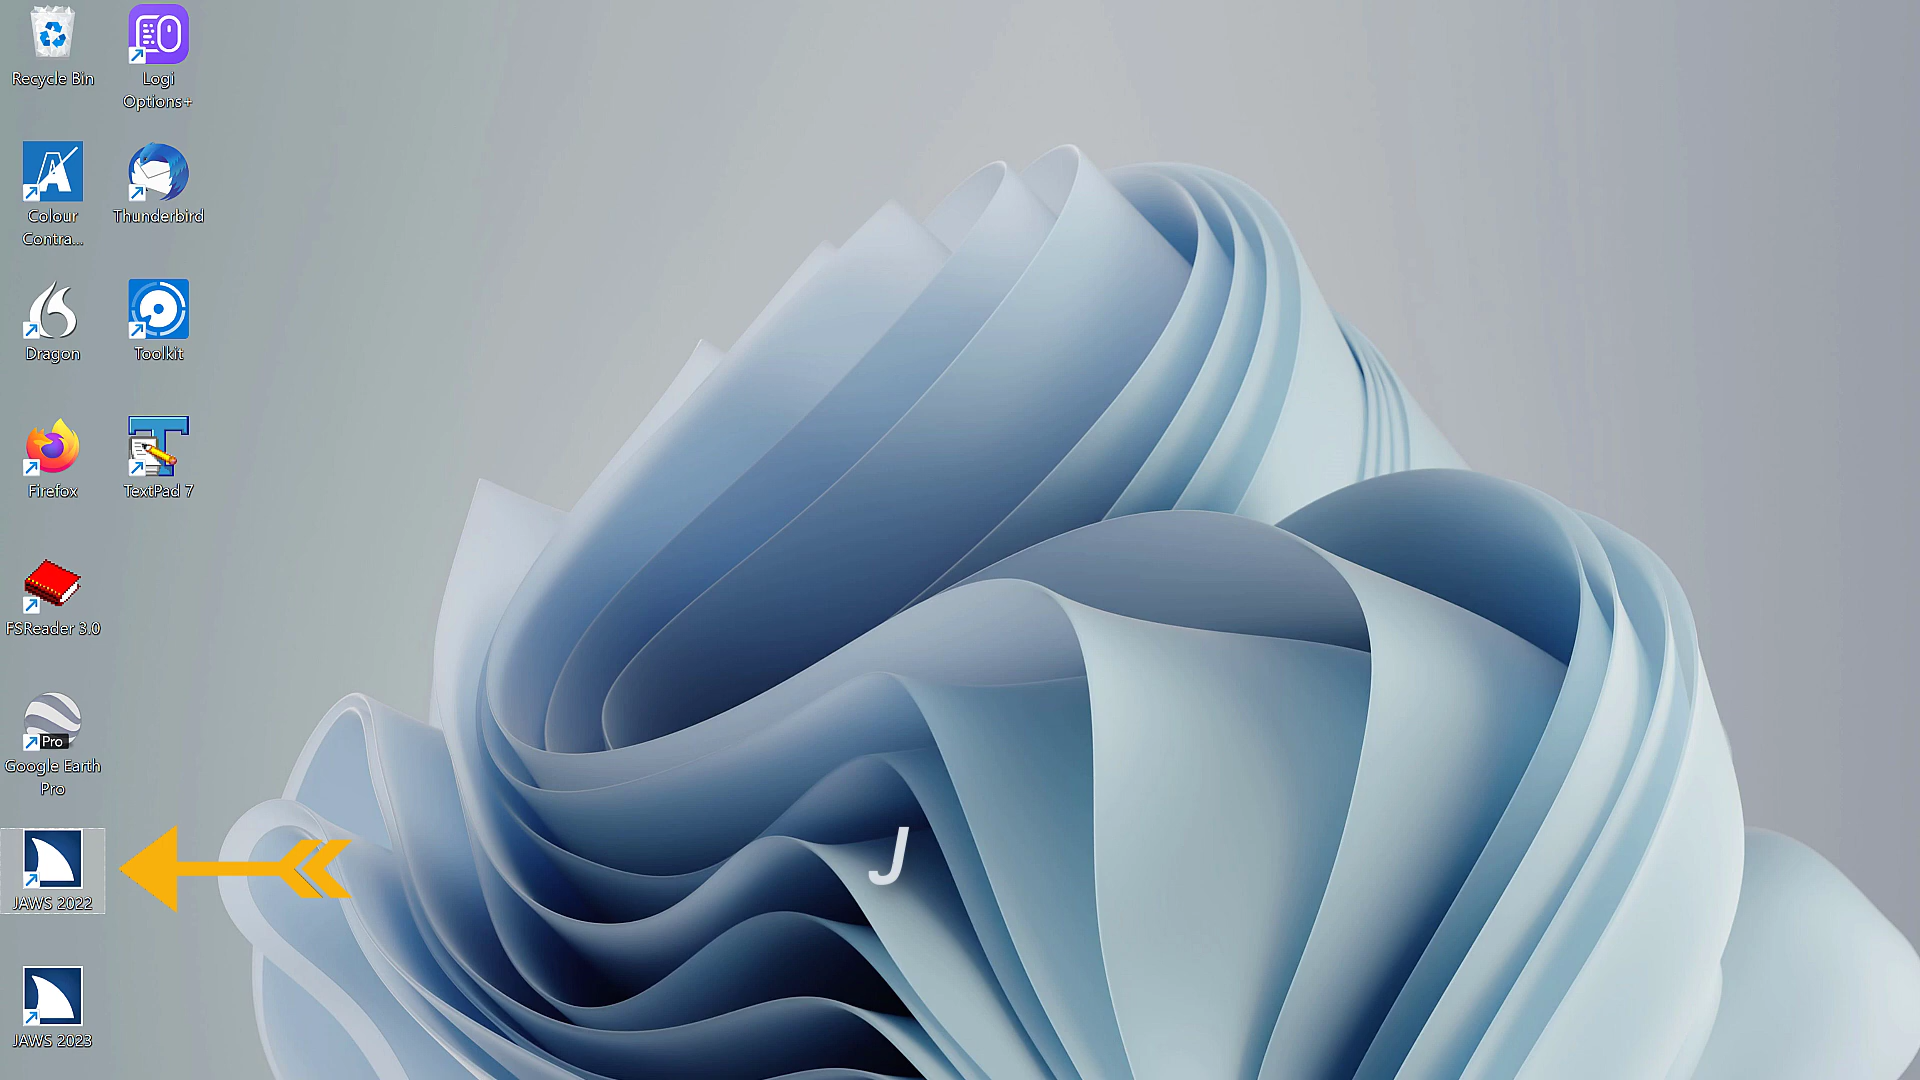 Recycle Bin
Logi
Options+
Colour
Contra...
Thunderbird
Dragon
Toolkit
Firefox
TextPad 7
FSReader 3.0
Pro
Google Earth
Pro
JAWS 2022
J
JAWS 2023